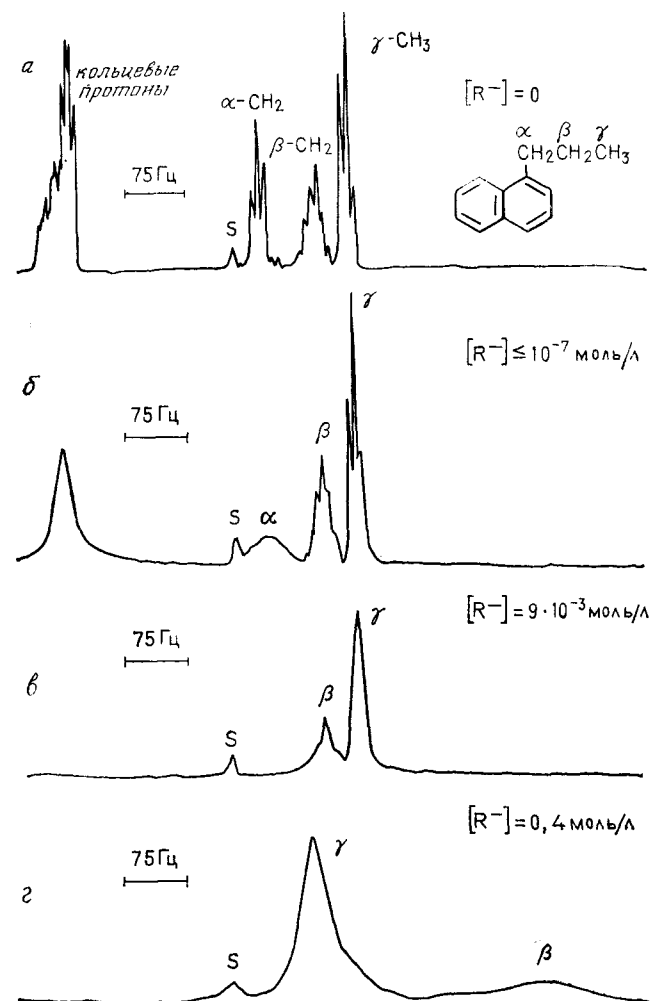 а
кольцевые
протоны
75 Гц
S
α-CH₂
β-CH₂
γ-CH₃
[R⁻] = 0
α β γ
CH₂CH₂CH₃
б
75 Гц
S
α
β
γ
[R⁻] ≤ 10⁻⁷ моль/л
в
75 Гц
S
β
γ
[R⁻] = 9·10⁻³ моль/л
г
75 Гц
S
γ
β
[R⁻] = 0,4 моль/л